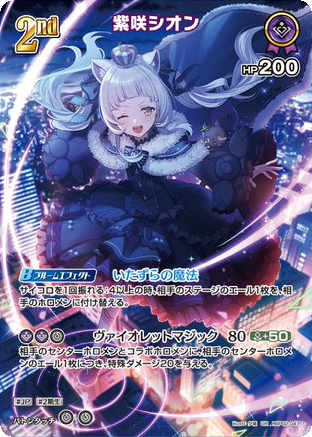 2nd
紫咲シオン
HP200
ブルームエフェクト いたずらの魔法
サイコロを1回振れる:4以上の時、相手のステージのエール1枚を、相
手のホロメンに付け替える。
ヴァイオレットマジック 80 +50
相手のセンターホロメンとコラボホロメンに、相手のセンターホロ
メンのエール1枚につき、特殊ダメージ20を与える。
#JP #2期生
バトンタッチ